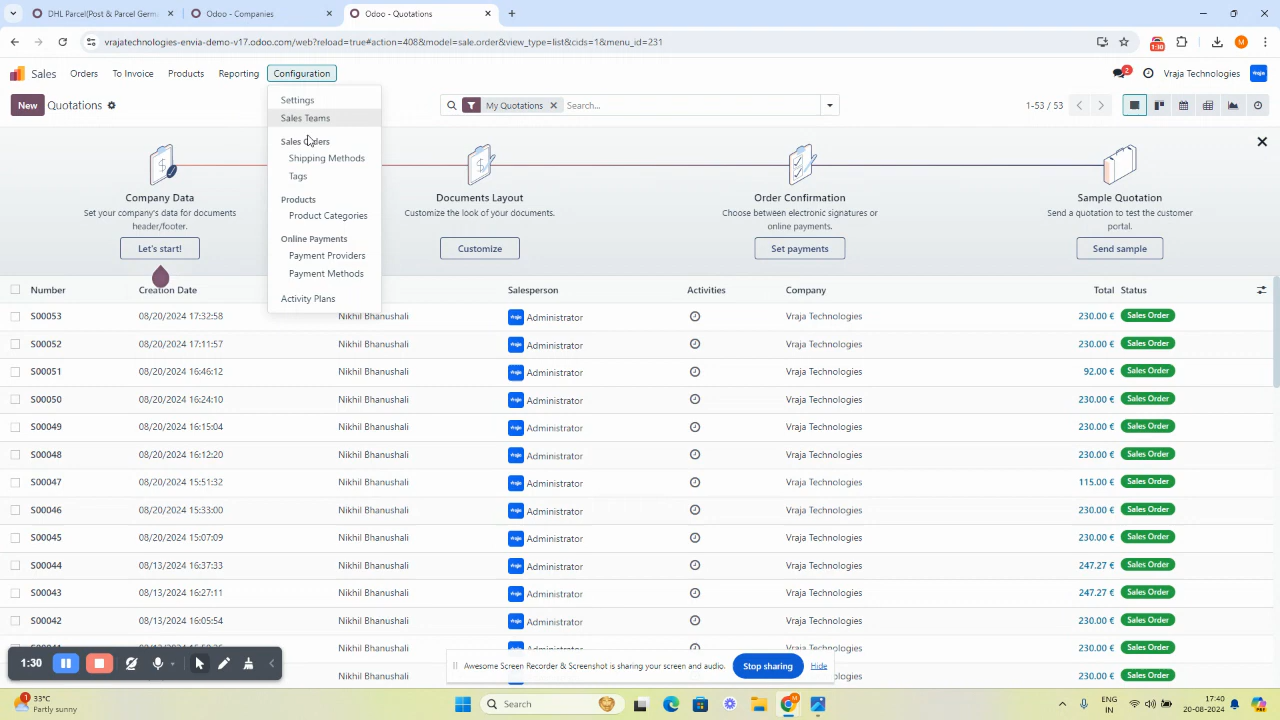 DHL Parcel(Post & Parcel Germ
Odoo - Companies
Odoo - Quotations
vrajatechnologies-envia-demo-v17.odoo.com/web?reload=true#action=408&model=sale.order&view_type=list&cids=1&menu_id=231
1:30
M
Sales Orders To Invoice Products Reporting Configuration
2
Vraja Technologies
New Quotations
My Quotations
Search...
1-53 / 53
Settings
Sales Teams
Sales Orders
Shipping Methods
Tags
Products
Product Categories
Online Payments
Payment Providers
Payment Methods
Activity Plans
Company Data
Set your company's data for documents
header/footer.
Let's start!
Documents Layout
Customize the look of your documents.
Customize
Order Confirmation
Choose between electronic signatures or
online payments.
Set payments
Sample Quotation
Send a quotation to test the customer
portal.
Send sample
Number Creation Date Salesperson Activities Company Total Status
S00053 08/20/2024 17:32:58 Nikhil Bhanushali Administrator Vraja Technologies 230.00 € Sales Order
S00052 08/20/2024 17:11:57 Nikhil Bhanushali Administrator Vraja Technologies 230.00 € Sales Order
S00051 08/20/2024 16:46:12 Nikhil Bhanushali Administrator Vraja Technologies 92.00 € Sales Order
S00050 08/20/2024 16:24:10 Nikhil Bhanushali Administrator Vraja Technologies 230.00 € Sales Order
S00049 08/20/2024 16:15:04 Nikhil Bhanushali Administrator Vraja Technologies 230.00 € Sales Order
S00048 08/20/2024 16:12:20 Nikhil Bhanushali Administrator Vraja Technologies 230.00 € Sales Order
S00047 08/20/2024 15:51:32 Nikhil Bhanushali Administrator Vraja Technologies 115.00 € Sales Order
S00046 08/20/2024 15:33:00 Nikhil Bhanushali Administrator Vraja Technologies 230.00 € Sales Order
S00045 08/20/2024 15:07:09 Nikhil Bhanushali Administrator Vraja Technologies 230.00 € Sales Order
S00044 08/13/2024 16:37:33 Nikhil Bhanushali Administrator Vraja Technologies 247.27 € Sales Order
S00043 08/13/2024 16:27:11 Nikhil Bhanushali Administrator Vraja Technologies 247.27 € Sales Order
S00042 08/13/2024 16:05:54 Nikhil Bhanushali Administrator Vraja Technologies 230.00 € Sales Order
Nikhil Bhanushali Vraja Technologies 230.00 € Sales Order
Nikhil Bhanushali Vraja Technologies 230.00 € Sales Order
Awesome Screen Recorder & Screenshot is sharing your screen and audio.
Stop sharing
Hide
33°C
Partly sunny
Search
ENG
IN
17:40
20-08-2024